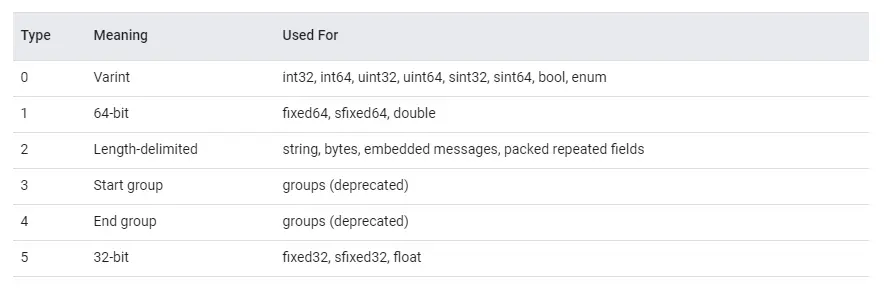 Type Meaning Used For
0 Varint int32, int64, uint32, uint64, sint32, sint64, bool, enum
1 64-bit fixed64, sfixed64, double
2 Length-delimited string, bytes, embedded messages, packed repeated fields
3 Start group groups (deprecated)
4 End group groups (deprecated)
5 32-bit fixed32, sfixed32, float